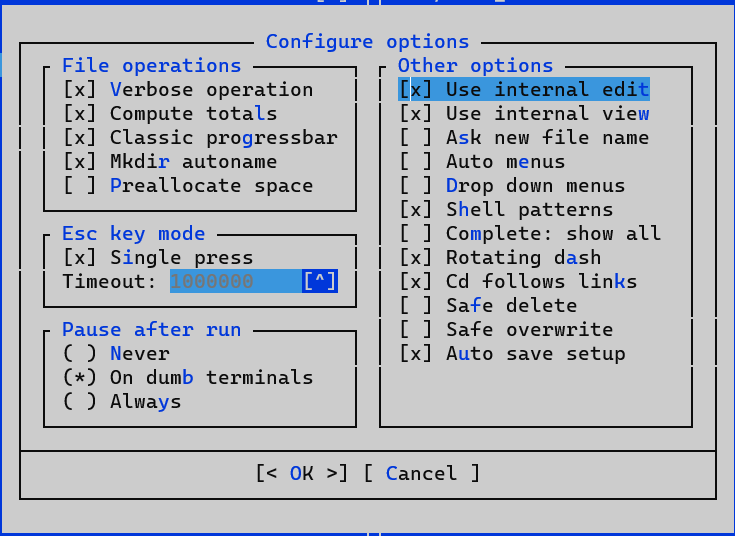 Configure options
File operations
[x] Verbose operation
[x] Compute totals
[x] Classic progressbar
[x] Mkdir autoname
[ ] Preallocate space
Esc key mode
[x] Single press
Timeout: 1000000 [^]
Pause after run
( ) Never
(*) On dumb terminals
( ) Always
Other options
[x] Use internal edit
[x] Use internal view
[ ] Ask new file name
[ ] Auto menus
[ ] Drop down menus
[x] Shell patterns
[ ] Complete: show all
[x] Rotating dash
[x] Cd follows links
[ ] Safe delete
[ ] Safe overwrite
[x] Auto save setup
[< OK >] [ Cancel ]